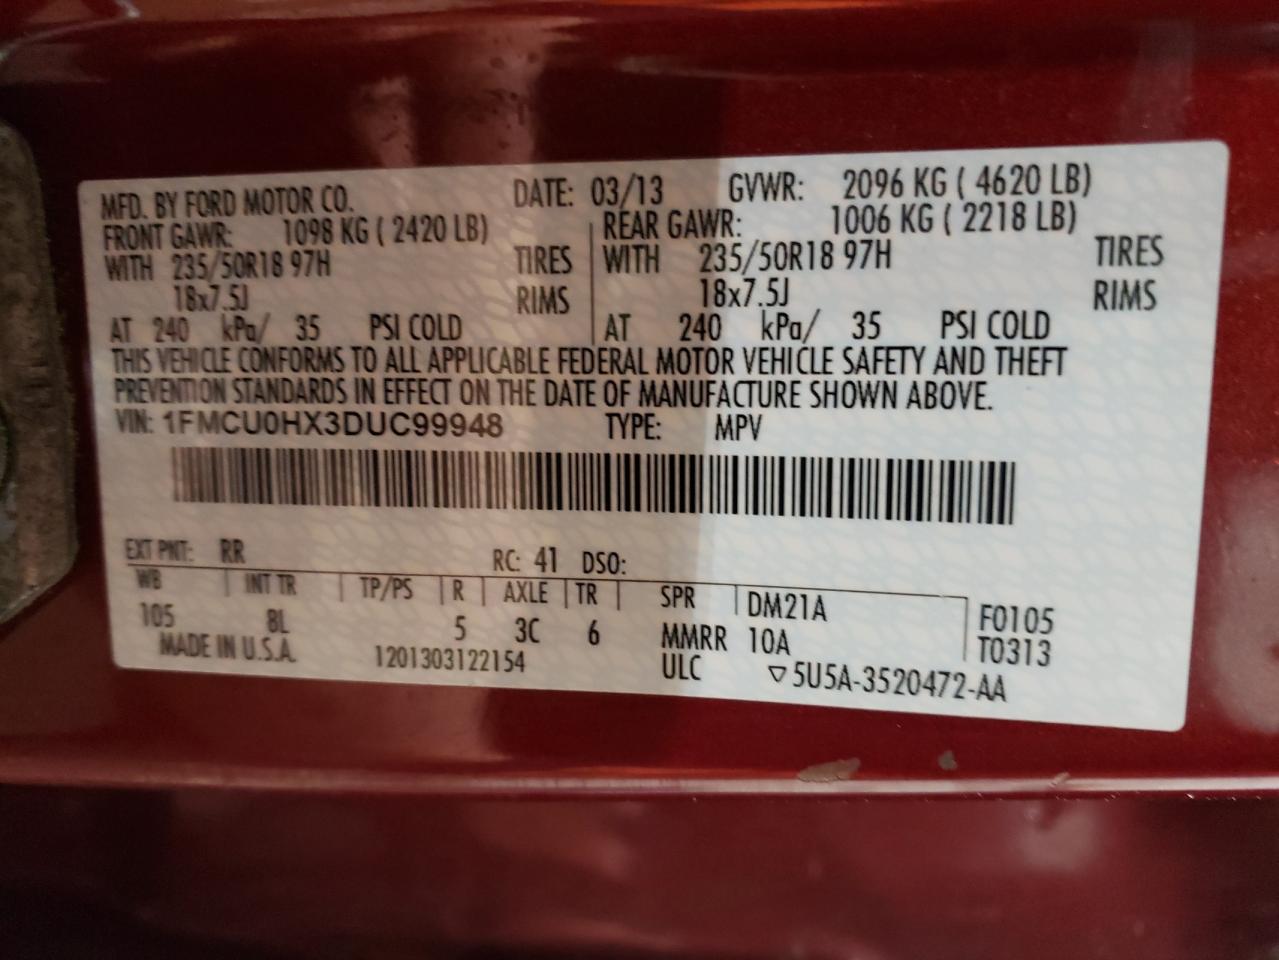 MFD. BY FORD MOTOR CO. DATE: 03/13 GVWR: 2096 KG ( 4620 LB)
FRONT GAWR: 1098 KG ( 2420 LB) REAR GAWR: 1006 KG ( 2218 LB)
WITH 235/50R18 97H TIRES WITH 235/50R18 97H TIRES
18x7.5J RIMS 18x7.5J RIMS
AT 240 kPa/ 35 PSI COLD AT 240 kPa/ 35 PSI COLD
THIS VEHICLE CONFORMS TO ALL APPLICABLE FEDERAL MOTOR VEHICLE SAFETY AND THEFT
PREVENTION STANDARDS IN EFFECT ON THE DATE OF MANUFACTURE SHOWN ABOVE.
VIN: 1FMCU0HX3DUC99948 TYPE: MPV
EXT PNT: RR RC: 41 DSO:
WB INT TR TP/PS R AXLE TR SPR DM21A F0105
105 8L 5 3C 6 MMRR 10A T0313
MADE IN U.S.A. 1201303122154 ULC ▽5U5A-3520472-AA